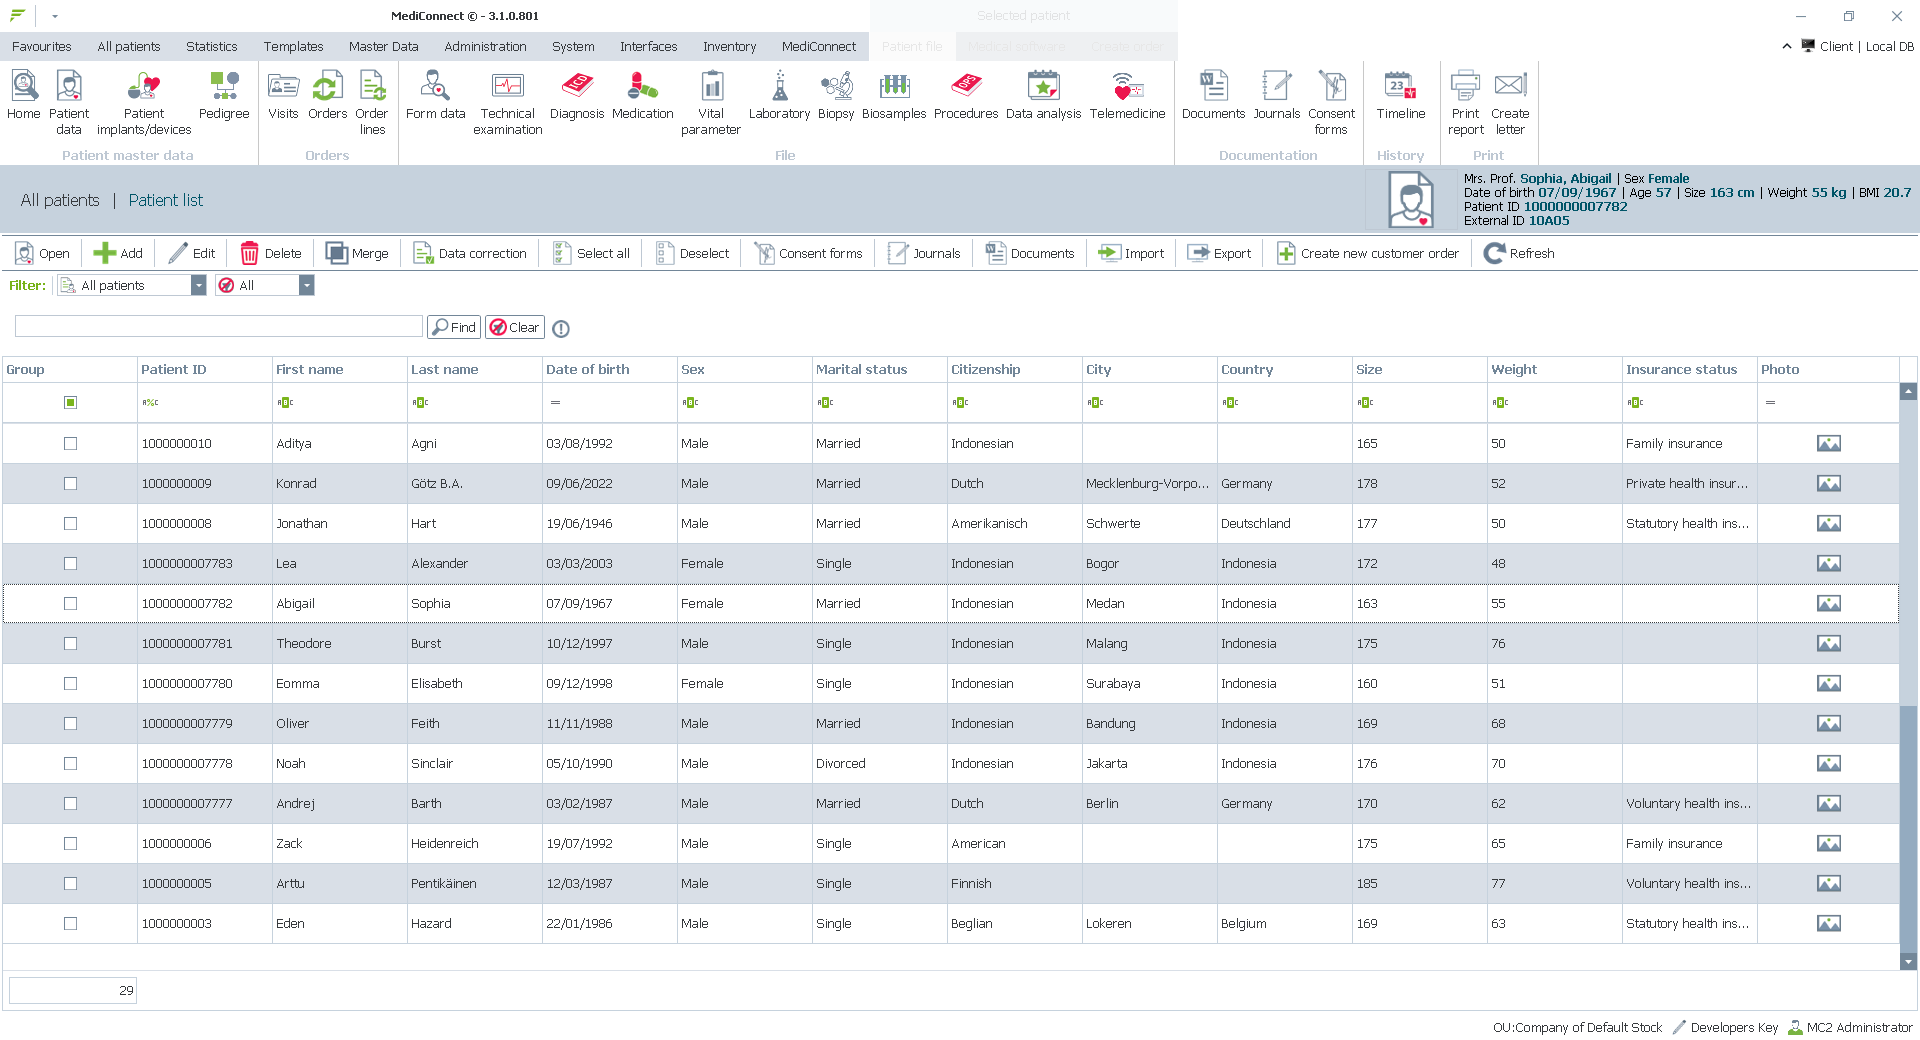 MediConnect © - 3.1.0.801
Selected patient
Favourites All patients Statistics Templates Master Data Administration System Interfaces Inventory MediConnect Patient file Medical software Create order Client | Local DB
Home Patient data Patient implants/devices Pedigree Visits Orders Order lines Form data Technical examination Diagnosis Medication Vital parameter Laboratory Biopsy Biosamples Procedures Data analysis Telemedicine Documents Journals Consent forms Timeline Print report Create letter
Patient master data Orders File Documentation History Print
All patients | Patient list
Mrs. Prof. Sophia, Abigail | Sex Female
Date of birth 07/09/1967 | Age 57 | Size 163 cm | Weight 55 kg | BMI 20.7
Patient ID 1000000007782
External ID 10A05
Open Add Edit Delete Merge Data correction Select all Deselect Consent forms Journals Documents Import Export Create new customer order Refresh
Filter: All patients All
Find Clear
Group Patient ID First name Last name Date of birth Sex Marital status Citizenship City Country Size Weight Insurance status Photo
1000000010 Aditya Agni 03/08/1992 Male Married Indonesian 165 50 Family insurance
1000000009 Konrad Götz B.A. 09/06/2022 Male Married Dutch Mecklenburg-Vorpo... Germany 178 52 Private health insur...
1000000008 Jonathan Hart 19/06/1946 Male Married Amerikanisch Schwerte Deutschland 177 50 Statutory health ins...
1000000007783 Lea Alexander 03/03/2003 Female Single Indonesian Bogor Indonesia 172 48
1000000007782 Abigail Sophia 07/09/1967 Female Married Indonesian Medan Indonesia 163 55
1000000007781 Theodore Burst 10/12/1997 Male Single Indonesian Malang Indonesia 175 76
1000000007780 Eomma Elisabeth 09/12/1998 Female Single Indonesian Surabaya Indonesia 160 51
1000000007779 Oliver Feith 11/11/1988 Male Married Indonesian Bandung Indonesia 169 68
1000000007778 Noah Sinclair 05/10/1990 Male Divorced Indonesian Jakarta Indonesia 176 70
1000000007777 Andrej Barth 03/02/1987 Male Married Dutch Berlin Germany 170 62 Voluntary health ins...
1000000006 Zack Heidenreich 19/07/1992 Male Single American 175 65 Family insurance
1000000005 Arttu Pentikäinen 12/03/1987 Male Single Finnish 185 77 Voluntary health ins...
1000000003 Eden Hazard 22/01/1986 Male Single Beglian Lokeren Belgium 169 63 Statutory health ins...
29
OU:Company of Default Stock Developers Key MC2 Administrator